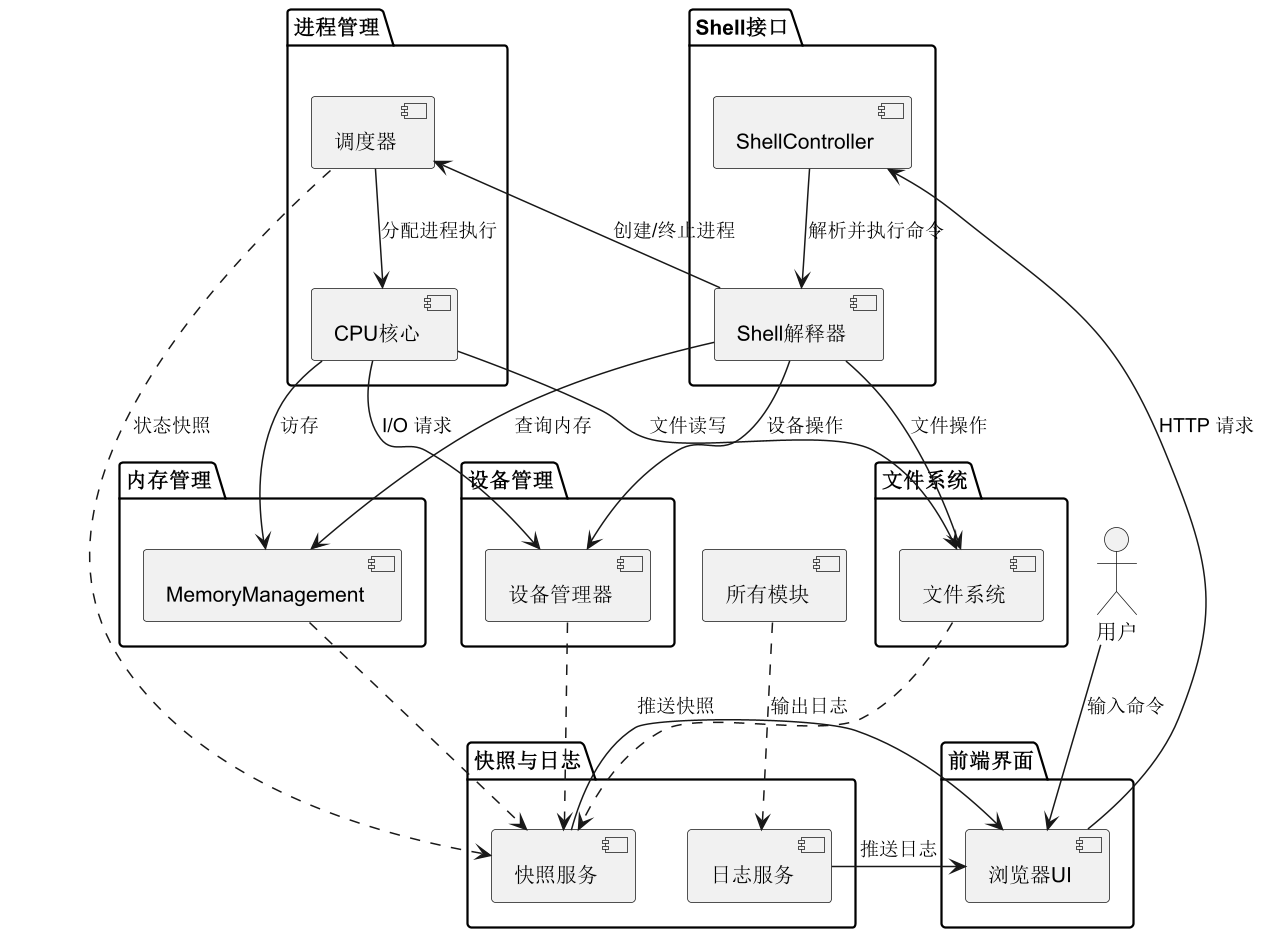 进程管理
Shell接口
调度器
ShellController
分配进程执行
创建/终止进程
解析并执行命令
CPU核心
Shell解释器
状态快照
访存
I/O 请求
查询内存
文件读写
设备操作
文件操作
HTTP 请求
内存管理
设备管理
文件系统
MemoryManagement
设备管理器
所有模块
文件系统
用户
推送快照
输出日志
输入命令
快照与日志
前端界面
推送日志
快照服务
日志服务
浏览器UI